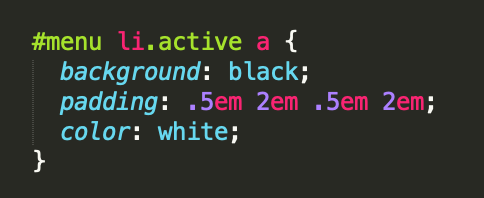 #menu li.active a {
  background: black;
  padding: .5em 2em .5em 2em;
  color: white;
}